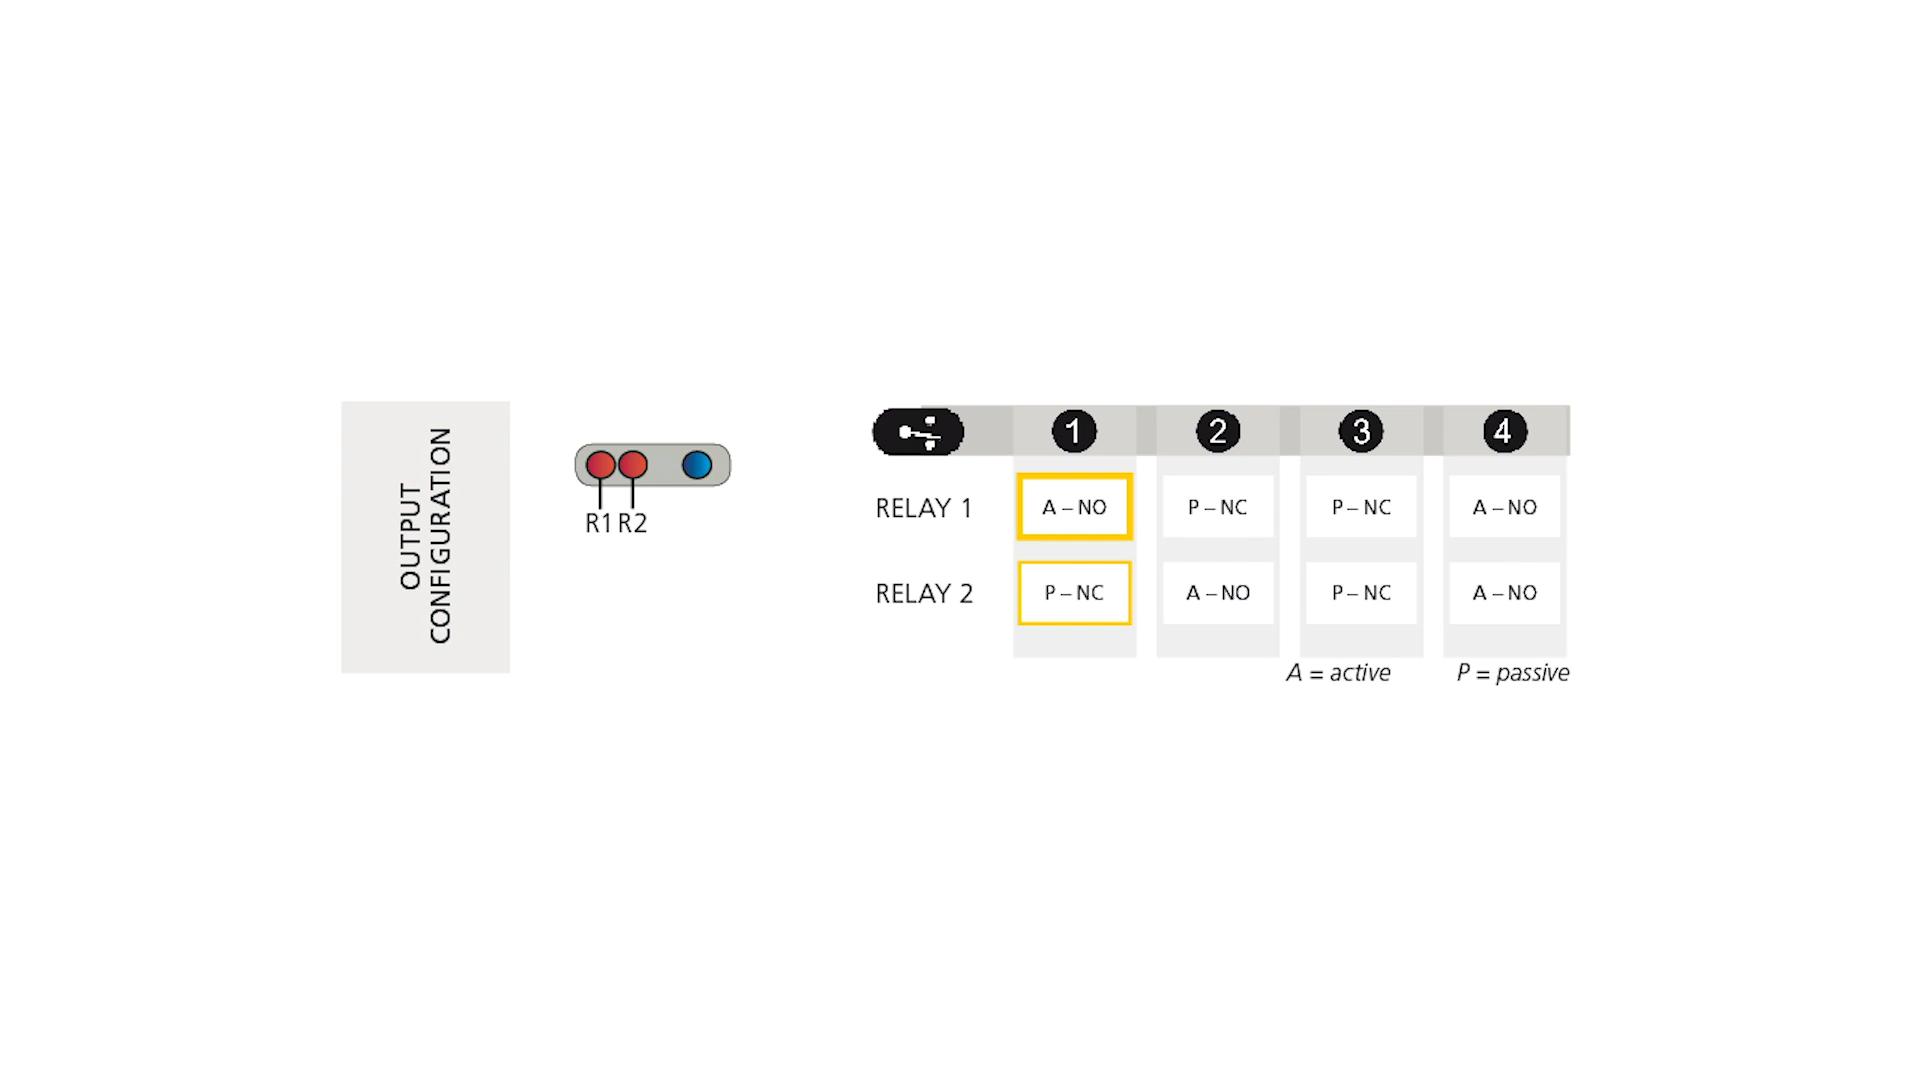 OUTPUT
CONFIGURATION
R1 R2
1 2 3 4
RELAY 1 A – NO P – NC P – NC A – NO
RELAY 2 P – NC A – NO P – NC A – NO
A = active P = passive